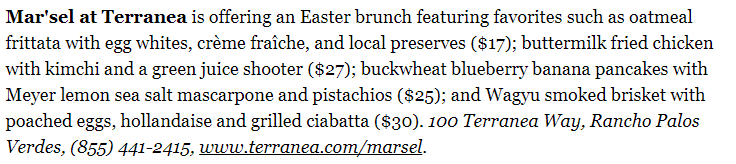 Mar'sel at Terranea is offering an Easter brunch featuring favorites such as oatmeal
frittata with egg whites, crème fraîche, and local preserves ($17); buttermilk fried chicken
with kimchi and a green juice shooter ($27); buckwheat blueberry banana pancakes with
Meyer lemon sea salt mascarpone and pistachios ($25); and Wagyu smoked brisket with
poached eggs, hollandaise and grilled ciabatta ($30). 100 Terranea Way, Rancho Palos
Verdes, (855) 441-2415, www.terranea.com/marsel.